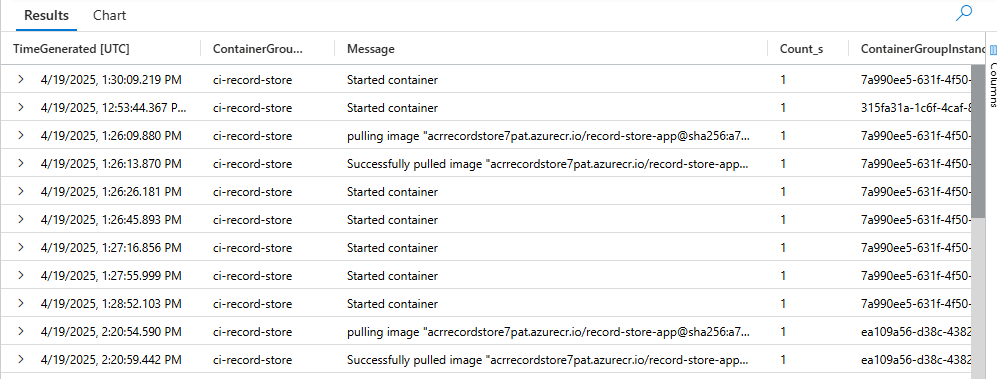 Results Chart
TimeGenerated [UTC] ContainerGrou... Message Count_s ContainerGroupInstanc
Columns
4/19/2025, 1:30:09.219 PM ci-record-store Started container 1 7a990ee5-631f-4f50-
4/19/2025, 12:53:44.367 P... ci-record-store Started container 1 315fa31a-1c6f-4caf-8
4/19/2025, 1:26:09.880 PM ci-record-store pulling image "acrrecordstore7pat.azurecr.io/record-store-app@sha256:a7... 1 7a990ee5-631f-4f50-
4/19/2025, 1:26:13.870 PM ci-record-store Successfully pulled image "acrrecordstore7pat.azurecr.io/record-store-app... 1 7a990ee5-631f-4f50-
4/19/2025, 1:26:26.181 PM ci-record-store Started container 1 7a990ee5-631f-4f50-
4/19/2025, 1:26:45.893 PM ci-record-store Started container 1 7a990ee5-631f-4f50-
4/19/2025, 1:27:16.856 PM ci-record-store Started container 1 7a990ee5-631f-4f50-
4/19/2025, 1:27:55.999 PM ci-record-store Started container 1 7a990ee5-631f-4f50-
4/19/2025, 1:28:52.103 PM ci-record-store Started container 1 7a990ee5-631f-4f50-
4/19/2025, 2:20:54.590 PM ci-record-store pulling image "acrrecordstore7pat.azurecr.io/record-store-app@sha256:a7... 1 ea109a56-d38c-4382
4/19/2025, 2:20:59.442 PM ci-record-store Successfully pulled image "acrrecordstore7pat.azurecr.io/record-store-app... 1 ea109a56-d38c-4382